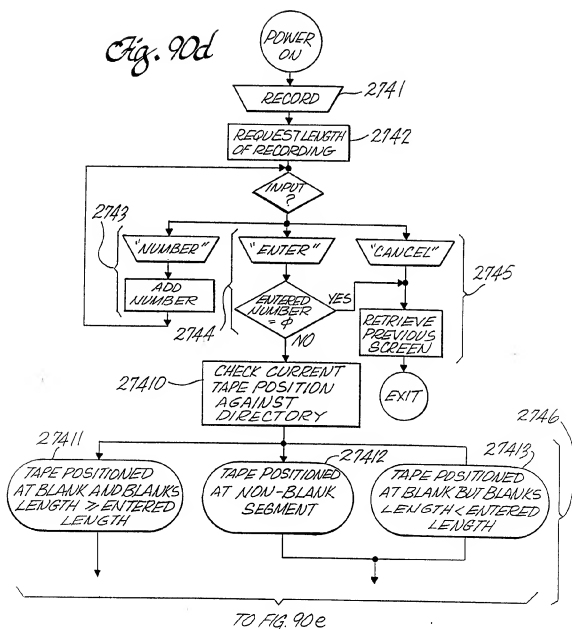 Fig. 90d
POWER
ON
RECORD
2741
REQUEST LENGTH
OF RECORDING
2742
INPUT
?
2743
"NUMBER"
"ENTER"
"CANCEL"
ADD
NUMBER
2744
ENTERED
NUMBER
= φ
YES
NO
RETRIEVE
PREVIOUS
SCREEN
2745
EXIT
27410
CHECK CURRENT
TAPE POSITION
AGAINST
DIRECTORY
2746
27411
TAPE POSITIONED
AT BLANK AND BLANKS
LENGTH ≥ ENTERED
LENGTH
27412
TAPE POSITIONED
AT NON-BLANK
SEGMENT
27413
TAPE POSITIONED
AT BLANK BUT BLANKS
LENGTH < ENTERED
LENGTH
TO FIG. 90e